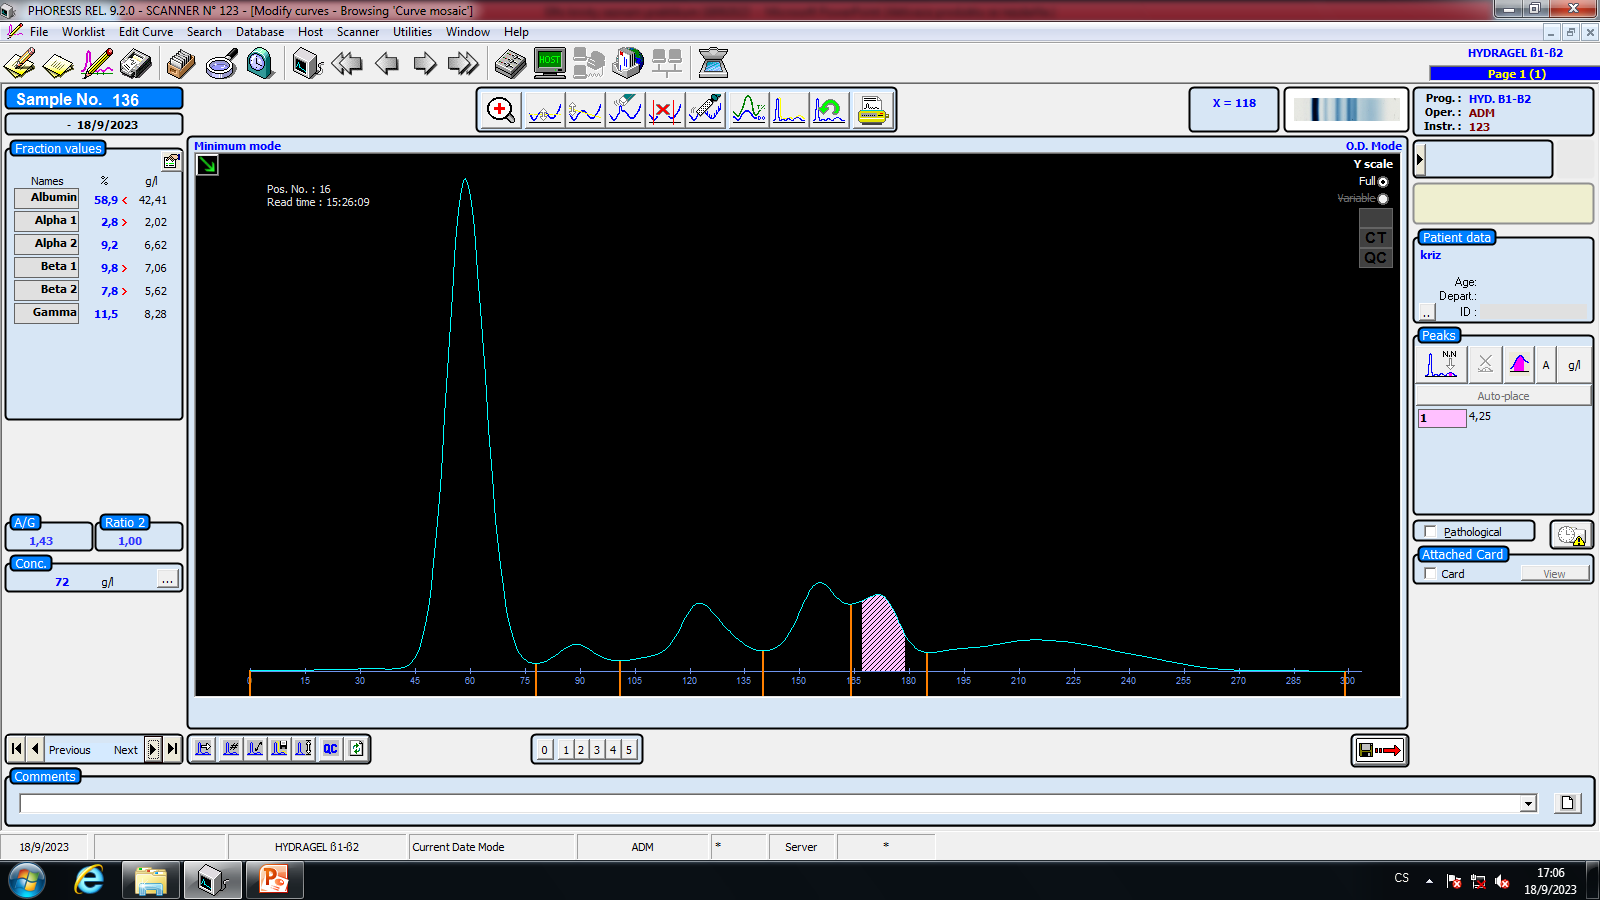 PHORESIS REL. 9.2.0 - SCANNER N° 123 - [Modify curves - Browsing 'Curve mosaic']
File Worklist Edit Curve Search Database Host Scanner Utilities Window Help
HOST
HYDRAGEL ß1-ß2
Page 1 (1)
Sample No. 136
- 18/9/2023
X = 118
Prog.: HYD. B1-B2
Oper.: ADM
Instr.: 123
Fraction values
Names % g/l
Albumin 58,9 < 42,41
Alpha 1 2,8 > 2,02
Alpha 2 9,2 6,62
Beta 1 9,8 > 7,06
Beta 2 7,8 > 5,62
Gamma 11,5 8,28
A/G
1,43
Ratio 2
1,00
Conc.
72 g/l ...
Minimum mode
O.D. Mode
Pos. No. : 16
Read time : 15:26:09
Y scale
Full
Variable
CT
QC
0 15 30 45 60 75 90 105 120 135 150 165 180 195 210 225 240 255 270 285 300
Patient data
kriz
Age:
Depart.:
.. ID :
Peaks
N.N A g/l
Auto-place
1 4,25
Pathological
Attached Card
Card View
Previous Next
QC
0 1 2 3 4 5
Comments
18/9/2023 HYDRAGEL ß1-ß2 Current Date Mode ADM * Server *
CS
17:06
18/9/2023